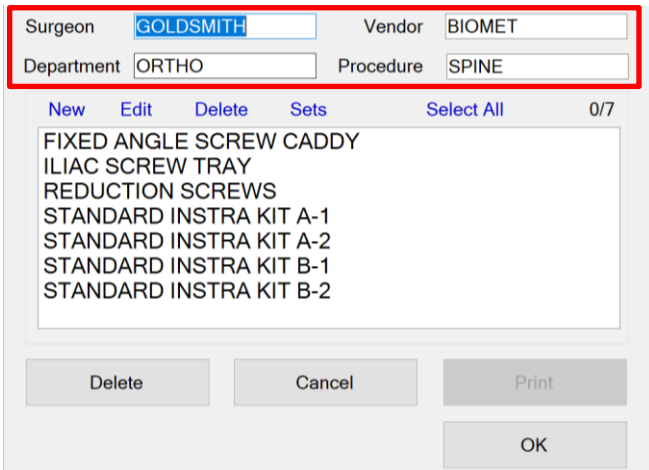 Surgeon GOLDSMITH Vendor BIOMET
Department ORTHO Procedure SPINE
New Edit Delete Sets Select All 0/7
FIXED ANGLE SCREW CADDY
ILIAC SCREW TRAY
REDUCTION SCREWS
STANDARD INSTRA KIT A-1
STANDARD INSTRA KIT A-2
STANDARD INSTRA KIT B-1
STANDARD INSTRA KIT B-2
Delete Cancel Print
OK